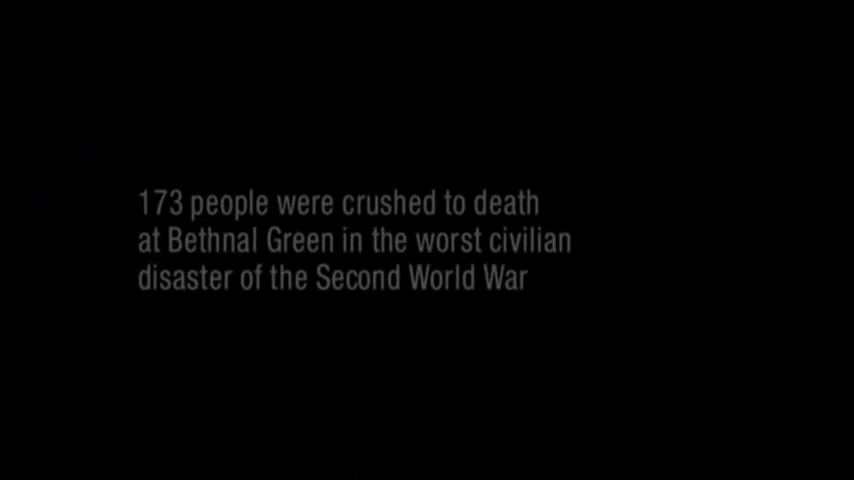 173 people were crushed to death
at Bethnal Green in the worst civilian
disaster of the Second World War